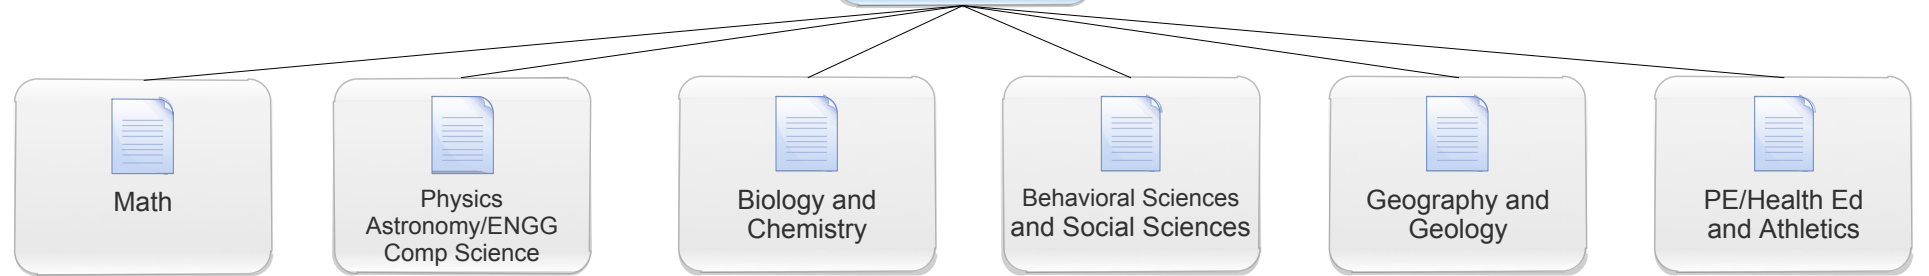 Math
Physics
Astronomy/ENGG
Comp Science
Biology and
Chemistry
Behavioral Sciences
and Social Sciences
Geography and
Geology
PE/Health Ed
and Athletics